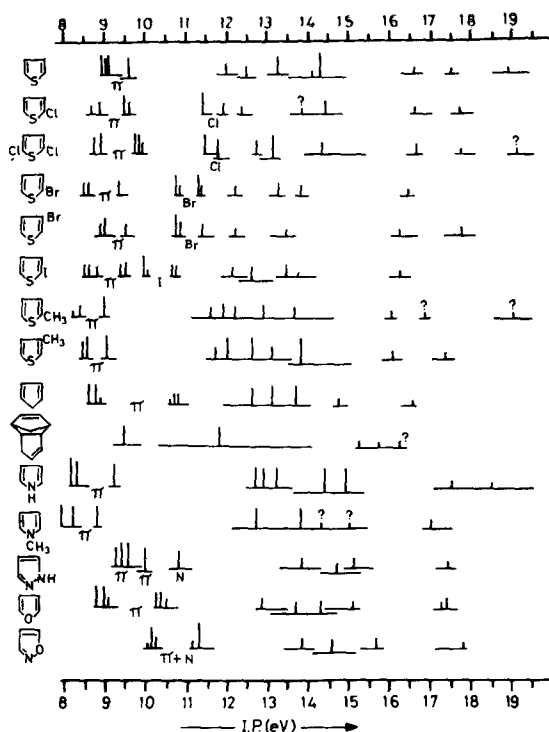 8 9 10 11 12 13 14 15 16 17 18 19
S π
S Cl π Cl ?
Cl S Cl π Cl ?
S Br π Br
Br S π Br
S I π I
S CH₃ π ? ?
CH₃ S π
π
?
N H π
N CH₃ π ? ? ?
N NH π π N
O π
N O π+N
8 9 10 11 12 13 14 15 16 17 18 19
I.P.(eV)